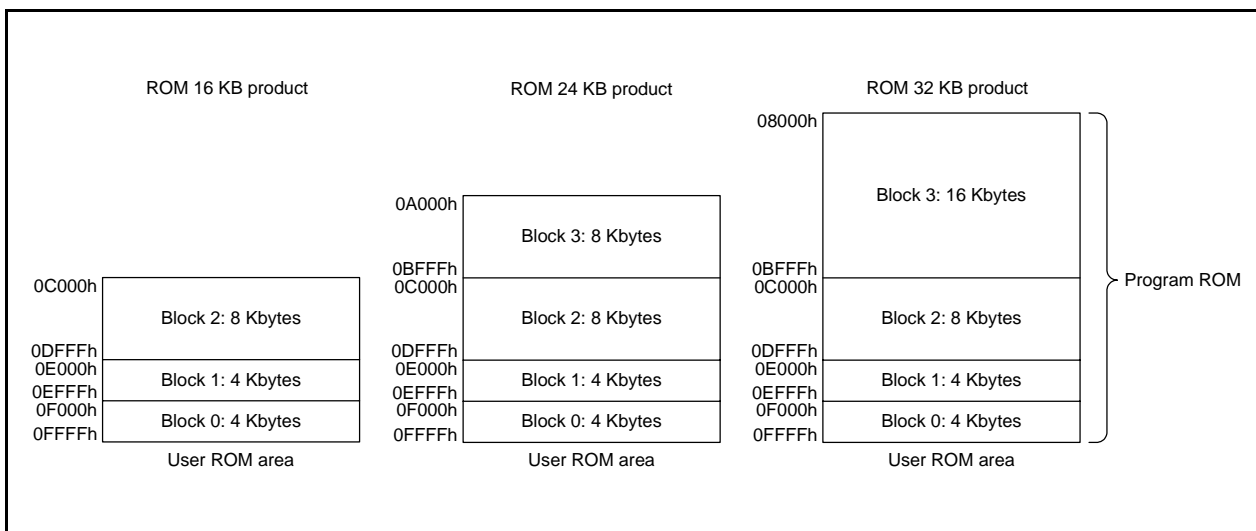 ROM 16 KB product
0C000h
Block 2: 8 Kbytes
0DFFFh
0E000h
Block 1: 4 Kbytes
0EFFFh
0F000h
Block 0: 4 Kbytes
0FFFFh
User ROM area
ROM 24 KB product
0A000h
Block 3: 8 Kbytes
0BFFFh
0C000h
Block 2: 8 Kbytes
0DFFFh
0E000h
Block 1: 4 Kbytes
0EFFFh
0F000h
Block 0: 4 Kbytes
0FFFFh
User ROM area
ROM 32 KB product
08000h
Block 3: 16 Kbytes
0BFFFh
0C000h
Block 2: 8 Kbytes
0DFFFh
0E000h
Block 1: 4 Kbytes
0EFFFh
0F000h
Block 0: 4 Kbytes
0FFFFh
User ROM area
Program ROM